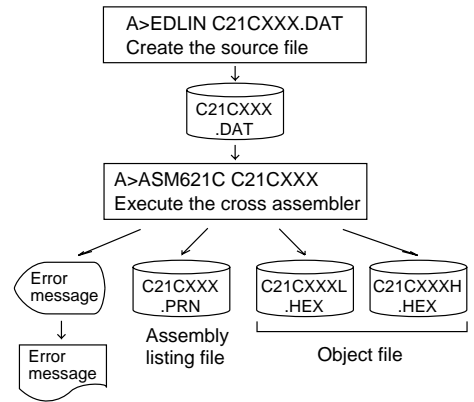 A>EDLIN C21CXXX.DAT
Create the source file
C21CXXX
.DAT
A>ASM621C C21CXXX
Execute the cross assembler
Error
message
C21CXXX
.PRN
C21CXXXL
.HEX
C21CXXXH
.HEX
Assembly
listing file
Object file
Error
message